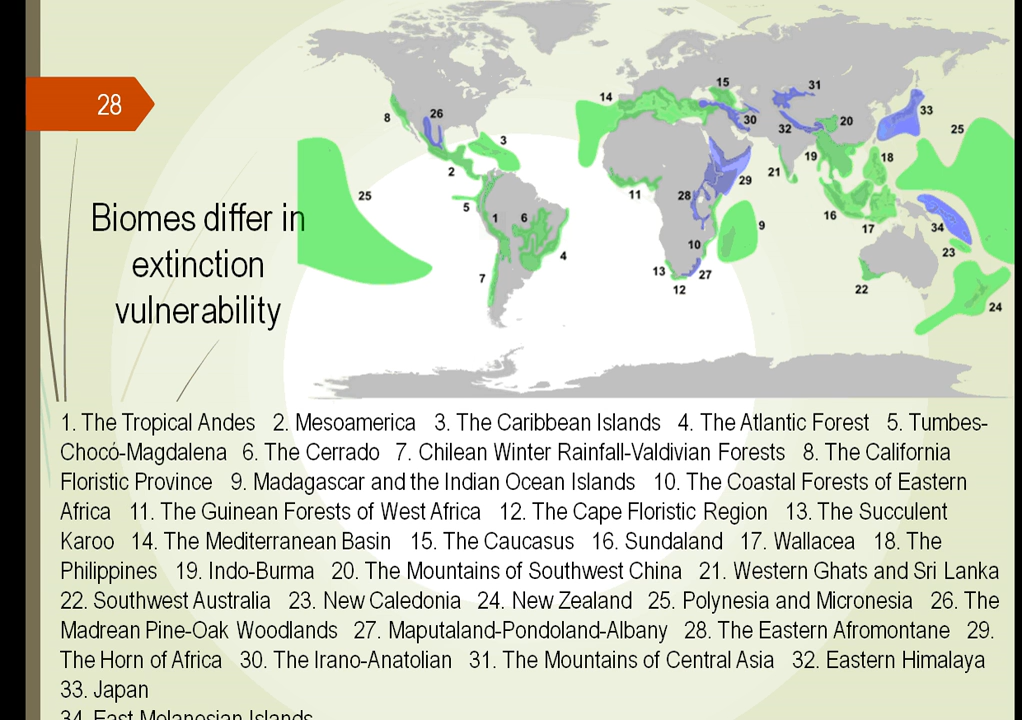 28
Biomes differ in
extinction
vulnerability
15
31
14
33
8
26
30
20
25
32
3
19
18
2
21
29
25
11
28
5
1
6
16
9
17
34
10
4
23
13
27
7
12
22
24
1. The Tropical Andes 2. Mesoamerica 3. The Caribbean Islands 4. The Atlantic Forest 5. Tumbes-
Chocó-Magdalena 6. The Cerrado 7. Chilean Winter Rainfall-Valdivian Forests 8. The California
Floristic Province 9. Madagascar and the Indian Ocean Islands 10. The Coastal Forests of Eastern
Africa 11. The Guinean Forests of West Africa 12. The Cape Floristic Region 13. The Succulent
Karoo 14. The Mediterranean Basin 15. The Caucasus 16. Sundaland 17. Wallacea 18. The
Philippines 19. Indo-Burma 20. The Mountains of Southwest China 21. Western Ghats and Sri Lanka
22. Southwest Australia 23. New Caledonia 24. New Zealand 25. Polynesia and Micronesia 26. The
Madrean Pine-Oak Woodlands 27. Maputaland-Pondoland-Albany 28. The Eastern Afromontane 29.
The Horn of Africa 30. The Irano-Anatolian 31. The Mountains of Central Asia 32. Eastern Himalaya
33. Japan
34. East Melanesian Islands